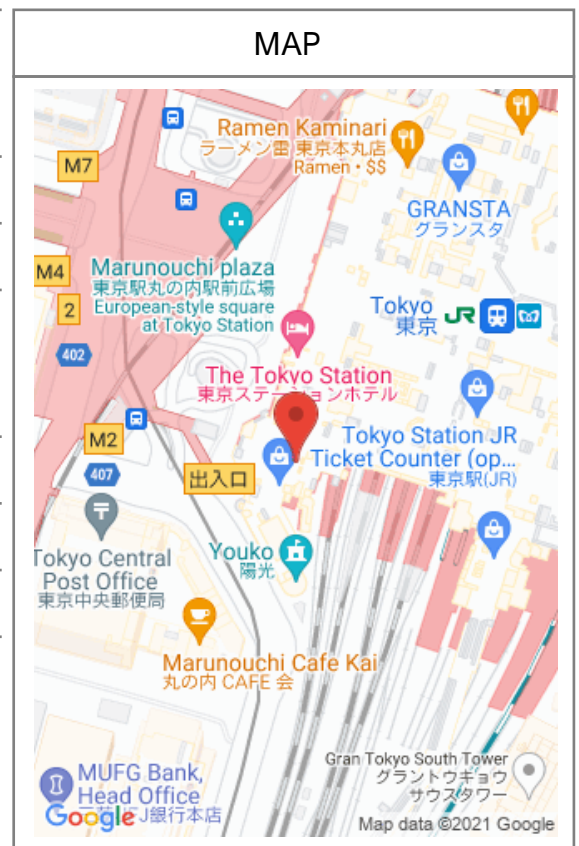 MAP
Ramen Kaminari
ラーメン雷 東京本丸店
Ramen • $$
M7
GRANSTA
グランスタ
M4
Marunouchi plaza
東京駅丸の内駅前広場
European-style square
at Tokyo Station
2
Tokyo
東京
JR
402
The Tokyo Station
東京ステーションホテル
M2
Tokyo Station JR
Ticket Counter (op...
東京駅(JR)
407
出入口
Tokyo Central
Post Office
東京中央郵便局
Youko
陽光
Marunouchi Cafe Kai
丸の内 CAFE 会
Gran Tokyo South Tower
グラントウキョウ
サウスタワー
MUFG Bank,
Head Office
J銀行本店
Google
Map data ©2021 Google